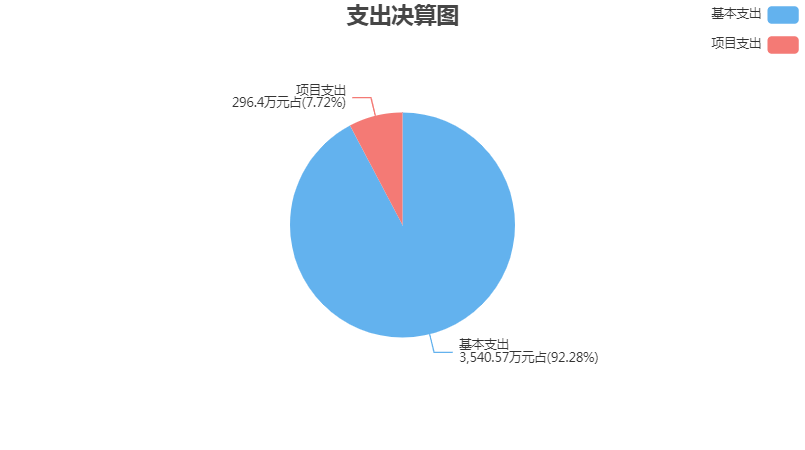 支出决算图
基本支出
项目支出
项目支出
296.4万元占(7.72%)
基本支出
3,540.57万元占(92.28%)